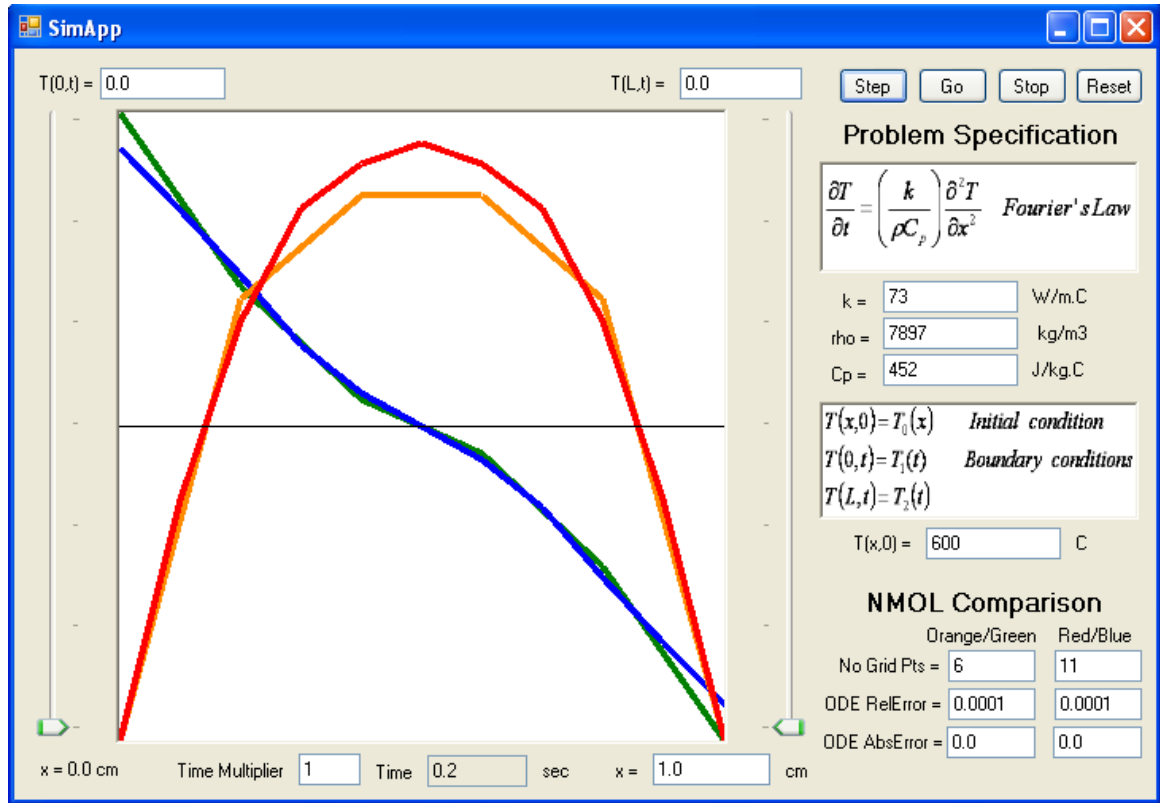 SimApp
T(0,t) = 0.0
T(L,t) = 0.0
Step Go Stop Reset
Problem Specification
∂T/∂t = (k/ρC_p) ∂²T/∂x² Fourier's Law
k = 73 W/m.C
rho = 7897 kg/m3
Cp = 452 J/kg.C
T(x,0)=T₀(x) Initial condition
T(0,t)=T₁(t) Boundary conditions
T(L,t)=T₂(t)
T(x,0) = 600 C
NMOL Comparison
Orange/Green Red/Blue
No Grid Pts = 6 11
ODE RelError = 0.0001 0.0001
ODE AbsError = 0.0 0.0
x = 0.0 cm Time Multiplier 1 Time 0.2 sec x = 1.0 cm